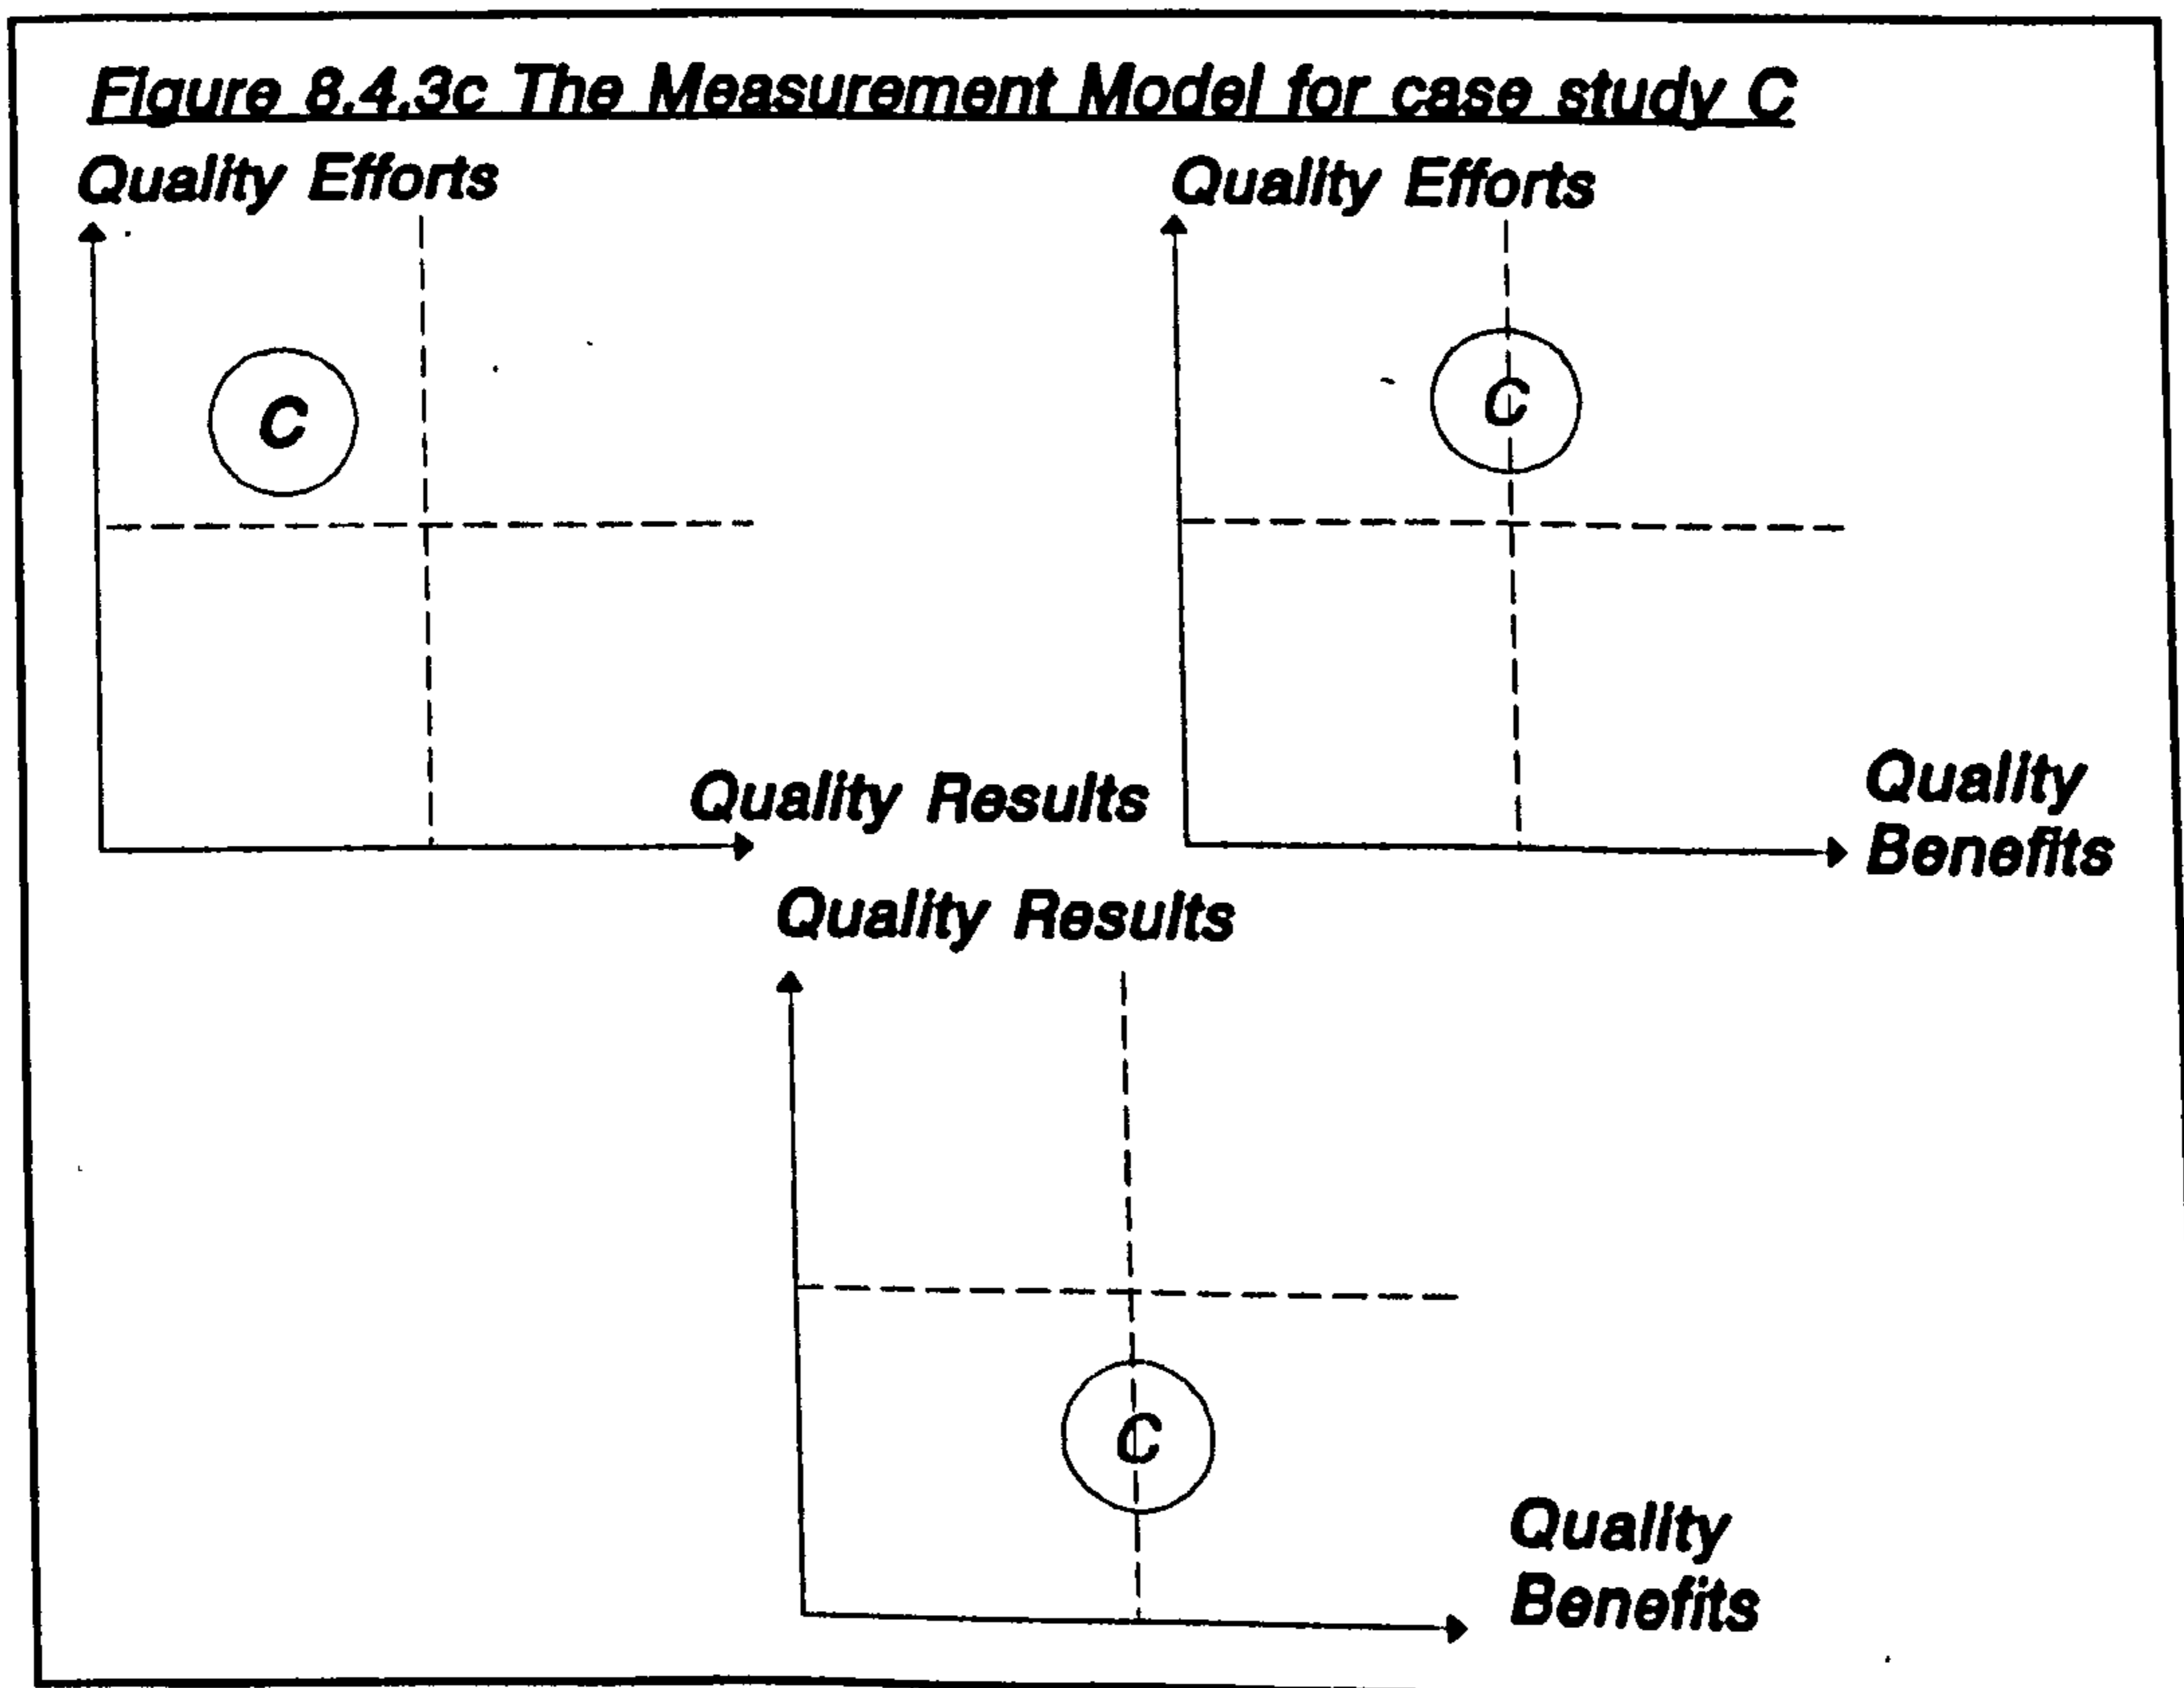 Figure 8.4.3c The Measurement Model for case study C
Quality Efforts
C
Quality Results
Quality Efforts
C
Quality
Benefits
Quality Results
C
Quality
Benefits